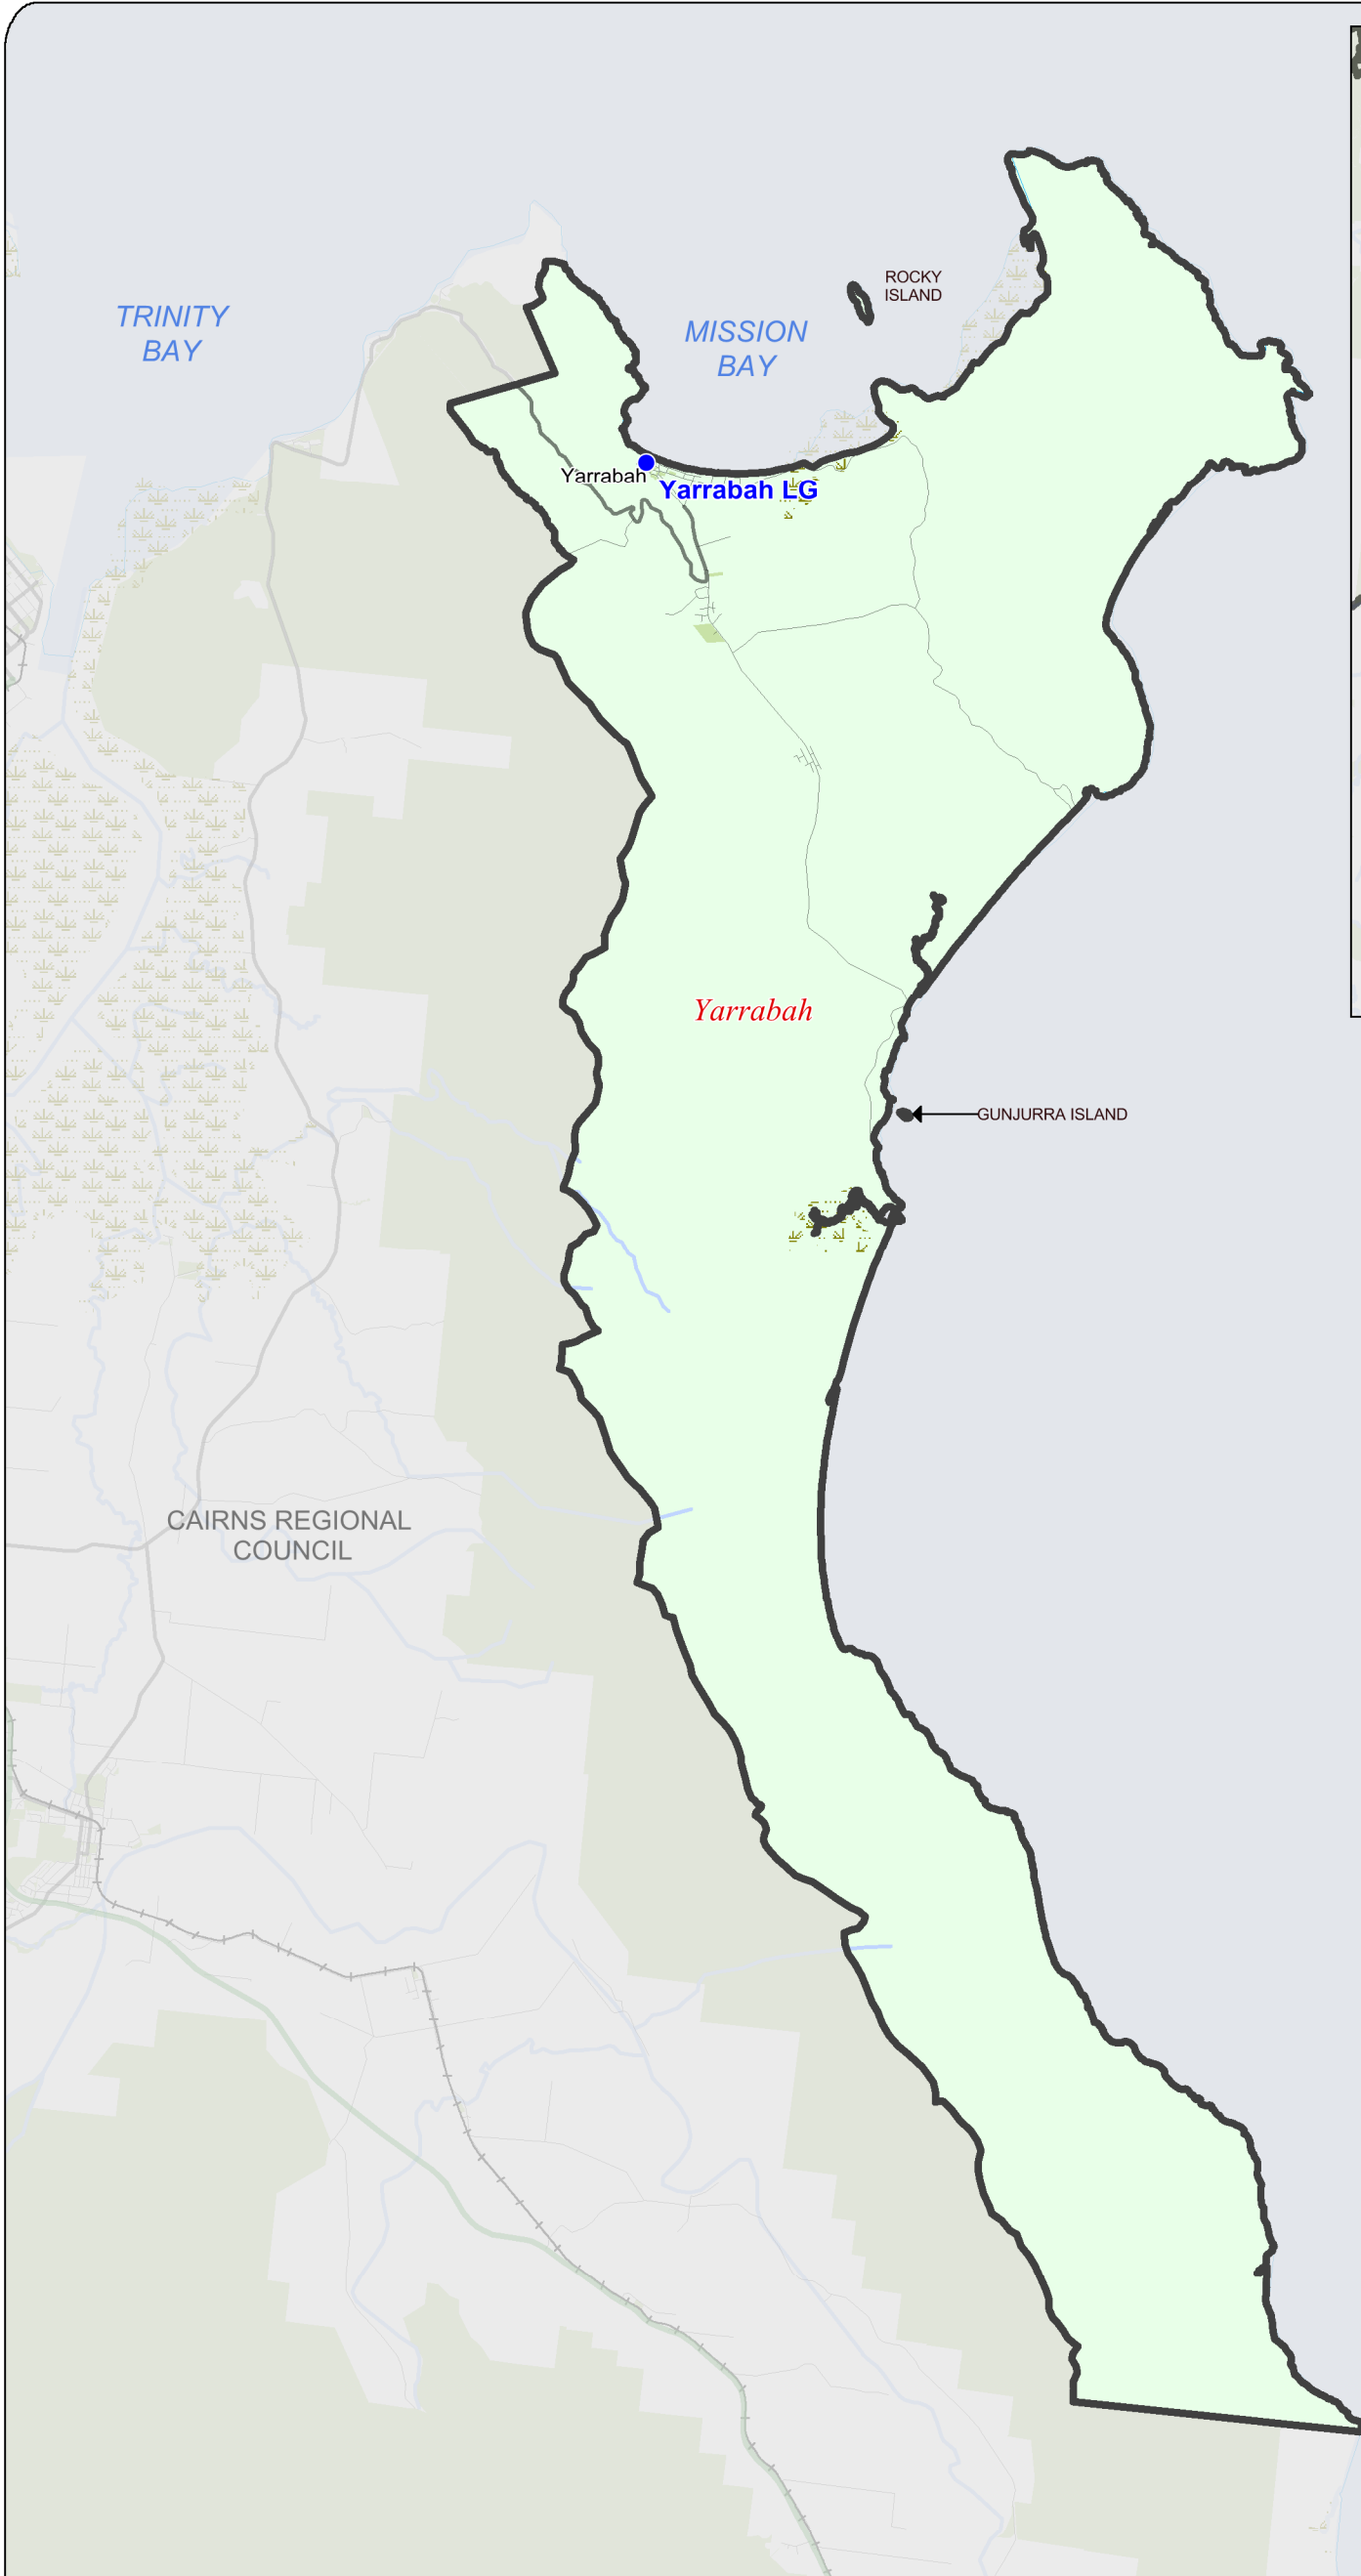 ROCKY
ISLAND
TRINITY
BAY
MISSION
BAY
Yarrabah
Yarrabah LG
Yarrabah
GUNJURRA ISLAND
CAIRNS REGIONAL
COUNCIL